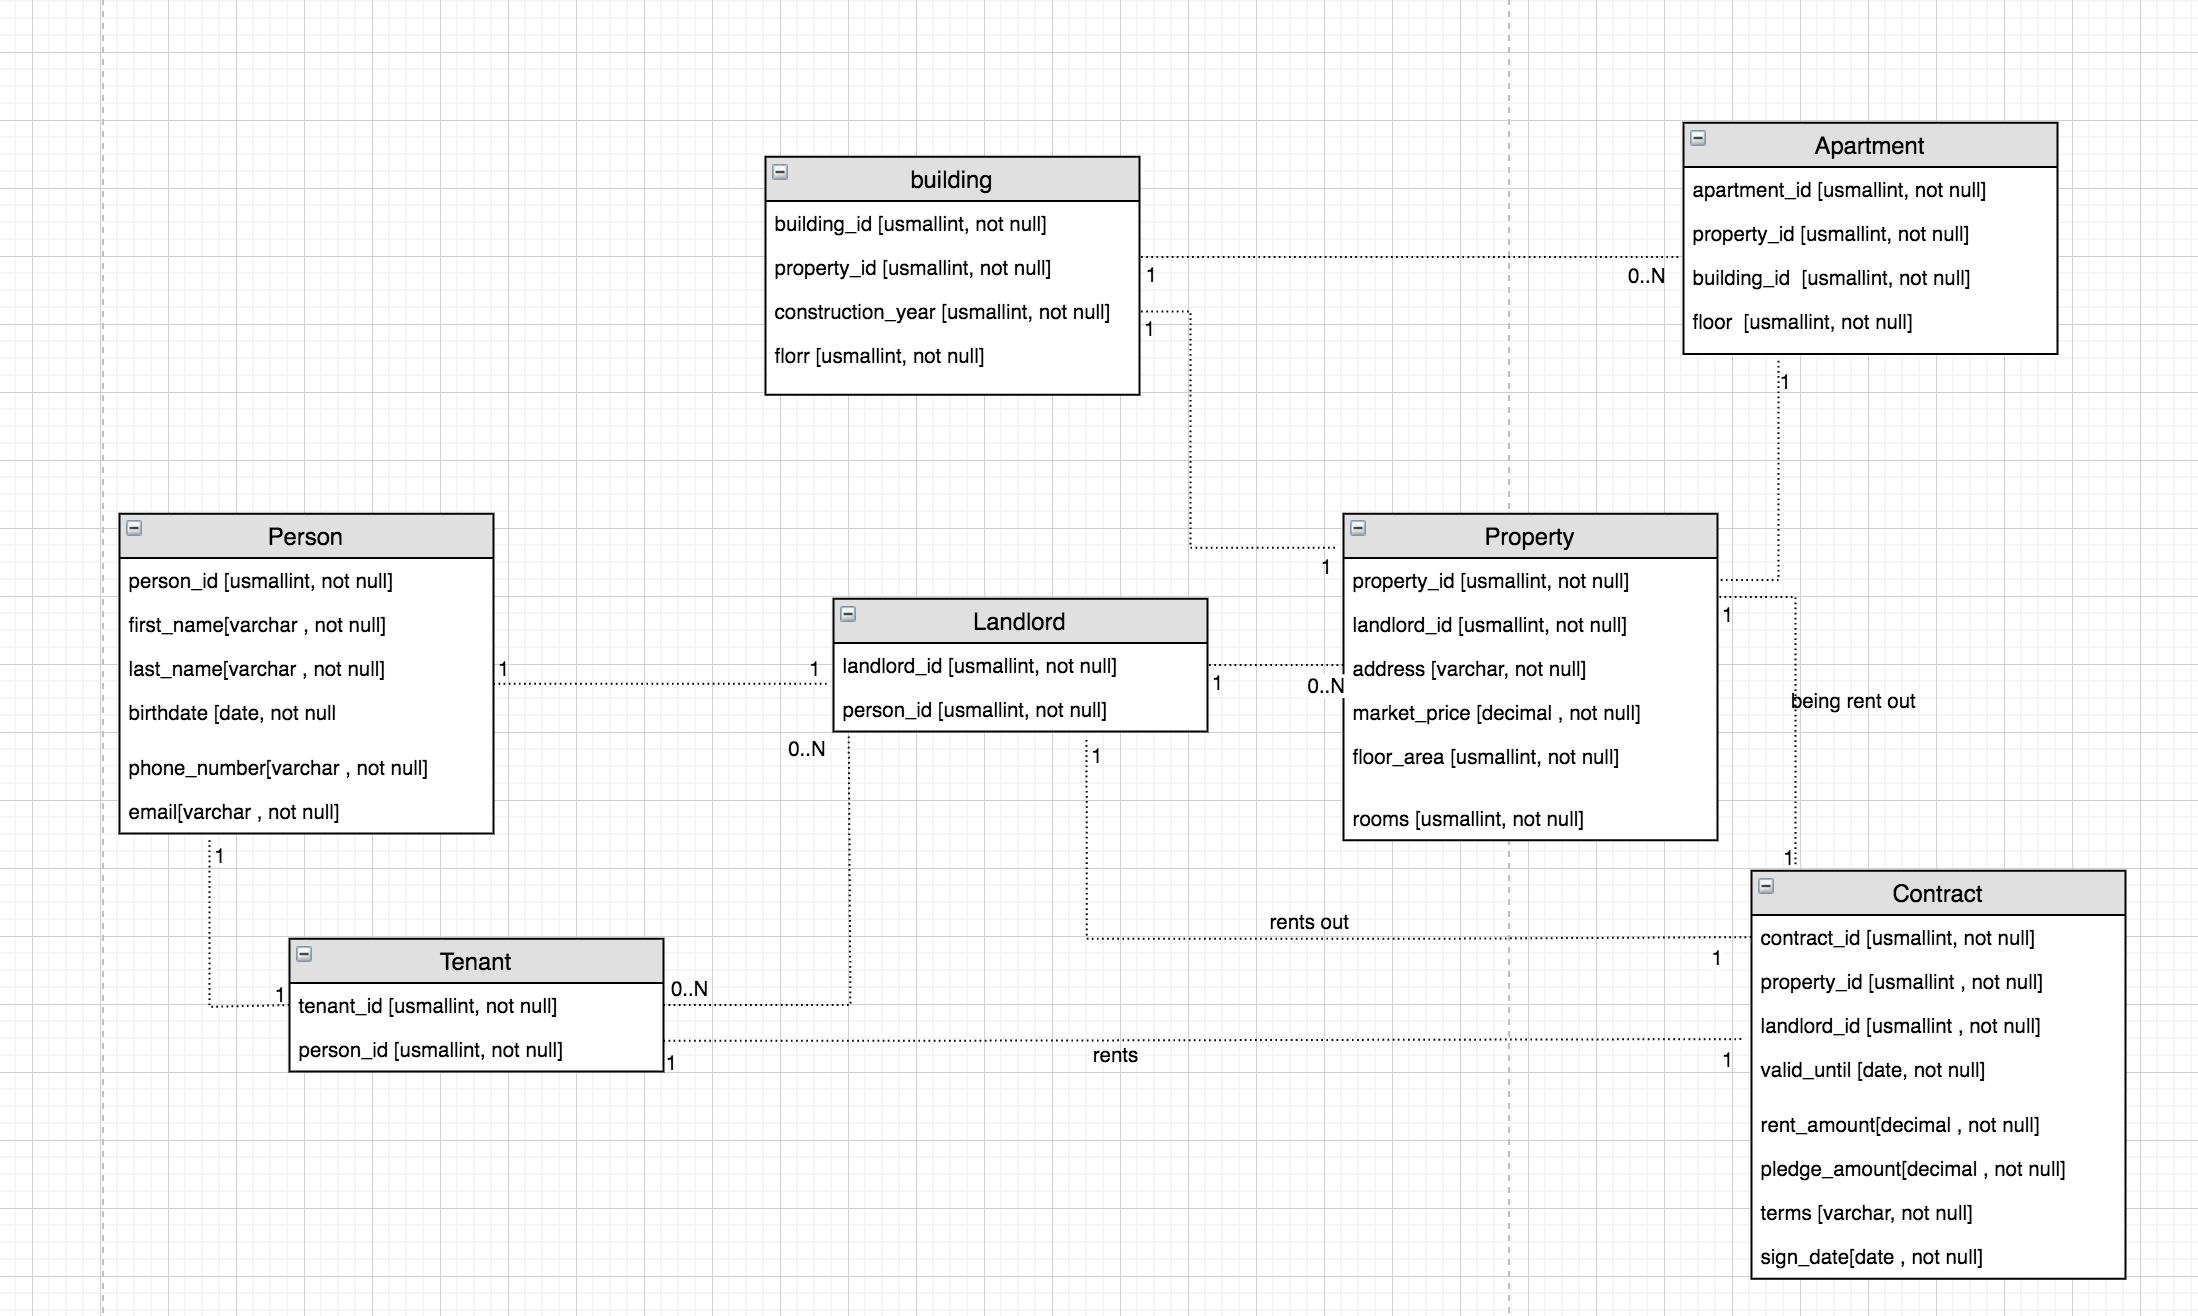 Apartment
apartment_id [usmallint, not null]
property_id [usmallint, not null]
building_id  [usmallint, not null]
floor  [usmallint, not null]
building
building_id [usmallint, not null]
property_id [usmallint, not null]
construction_year [usmallint, not null]
florr [usmallint, not null]
1
0..N
1
1
1
Person
person_id [usmallint, not null]
first_name[varchar , not null]
last_name[varchar , not null]
birthdate [date, not null
phone_number[varchar , not null]
email[varchar , not null]
1
1
Landlord
landlord_id [usmallint, not null]
person_id [usmallint, not null]
1
0..N
Property
property_id [usmallint, not null]
landlord_id [usmallint, not null]
address [varchar, not null]
market_price [decimal , not null]
floor_area [usmallint, not null]
rooms [usmallint, not null]
1
being rent out
1
0..N
1
1
rents out
1
Tenant
tenant_id [usmallint, not null]
person_id [usmallint, not null]
1
0..N
1
rents
1
Contract
contract_id [usmallint, not null]
property_id [usmallint , not null]
landlord_id [usmallint , not null]
valid_until [date, not null]
rent_amount[decimal , not null]
pledge_amount[decimal , not null]
terms [varchar, not null]
sign_date[date , not null]